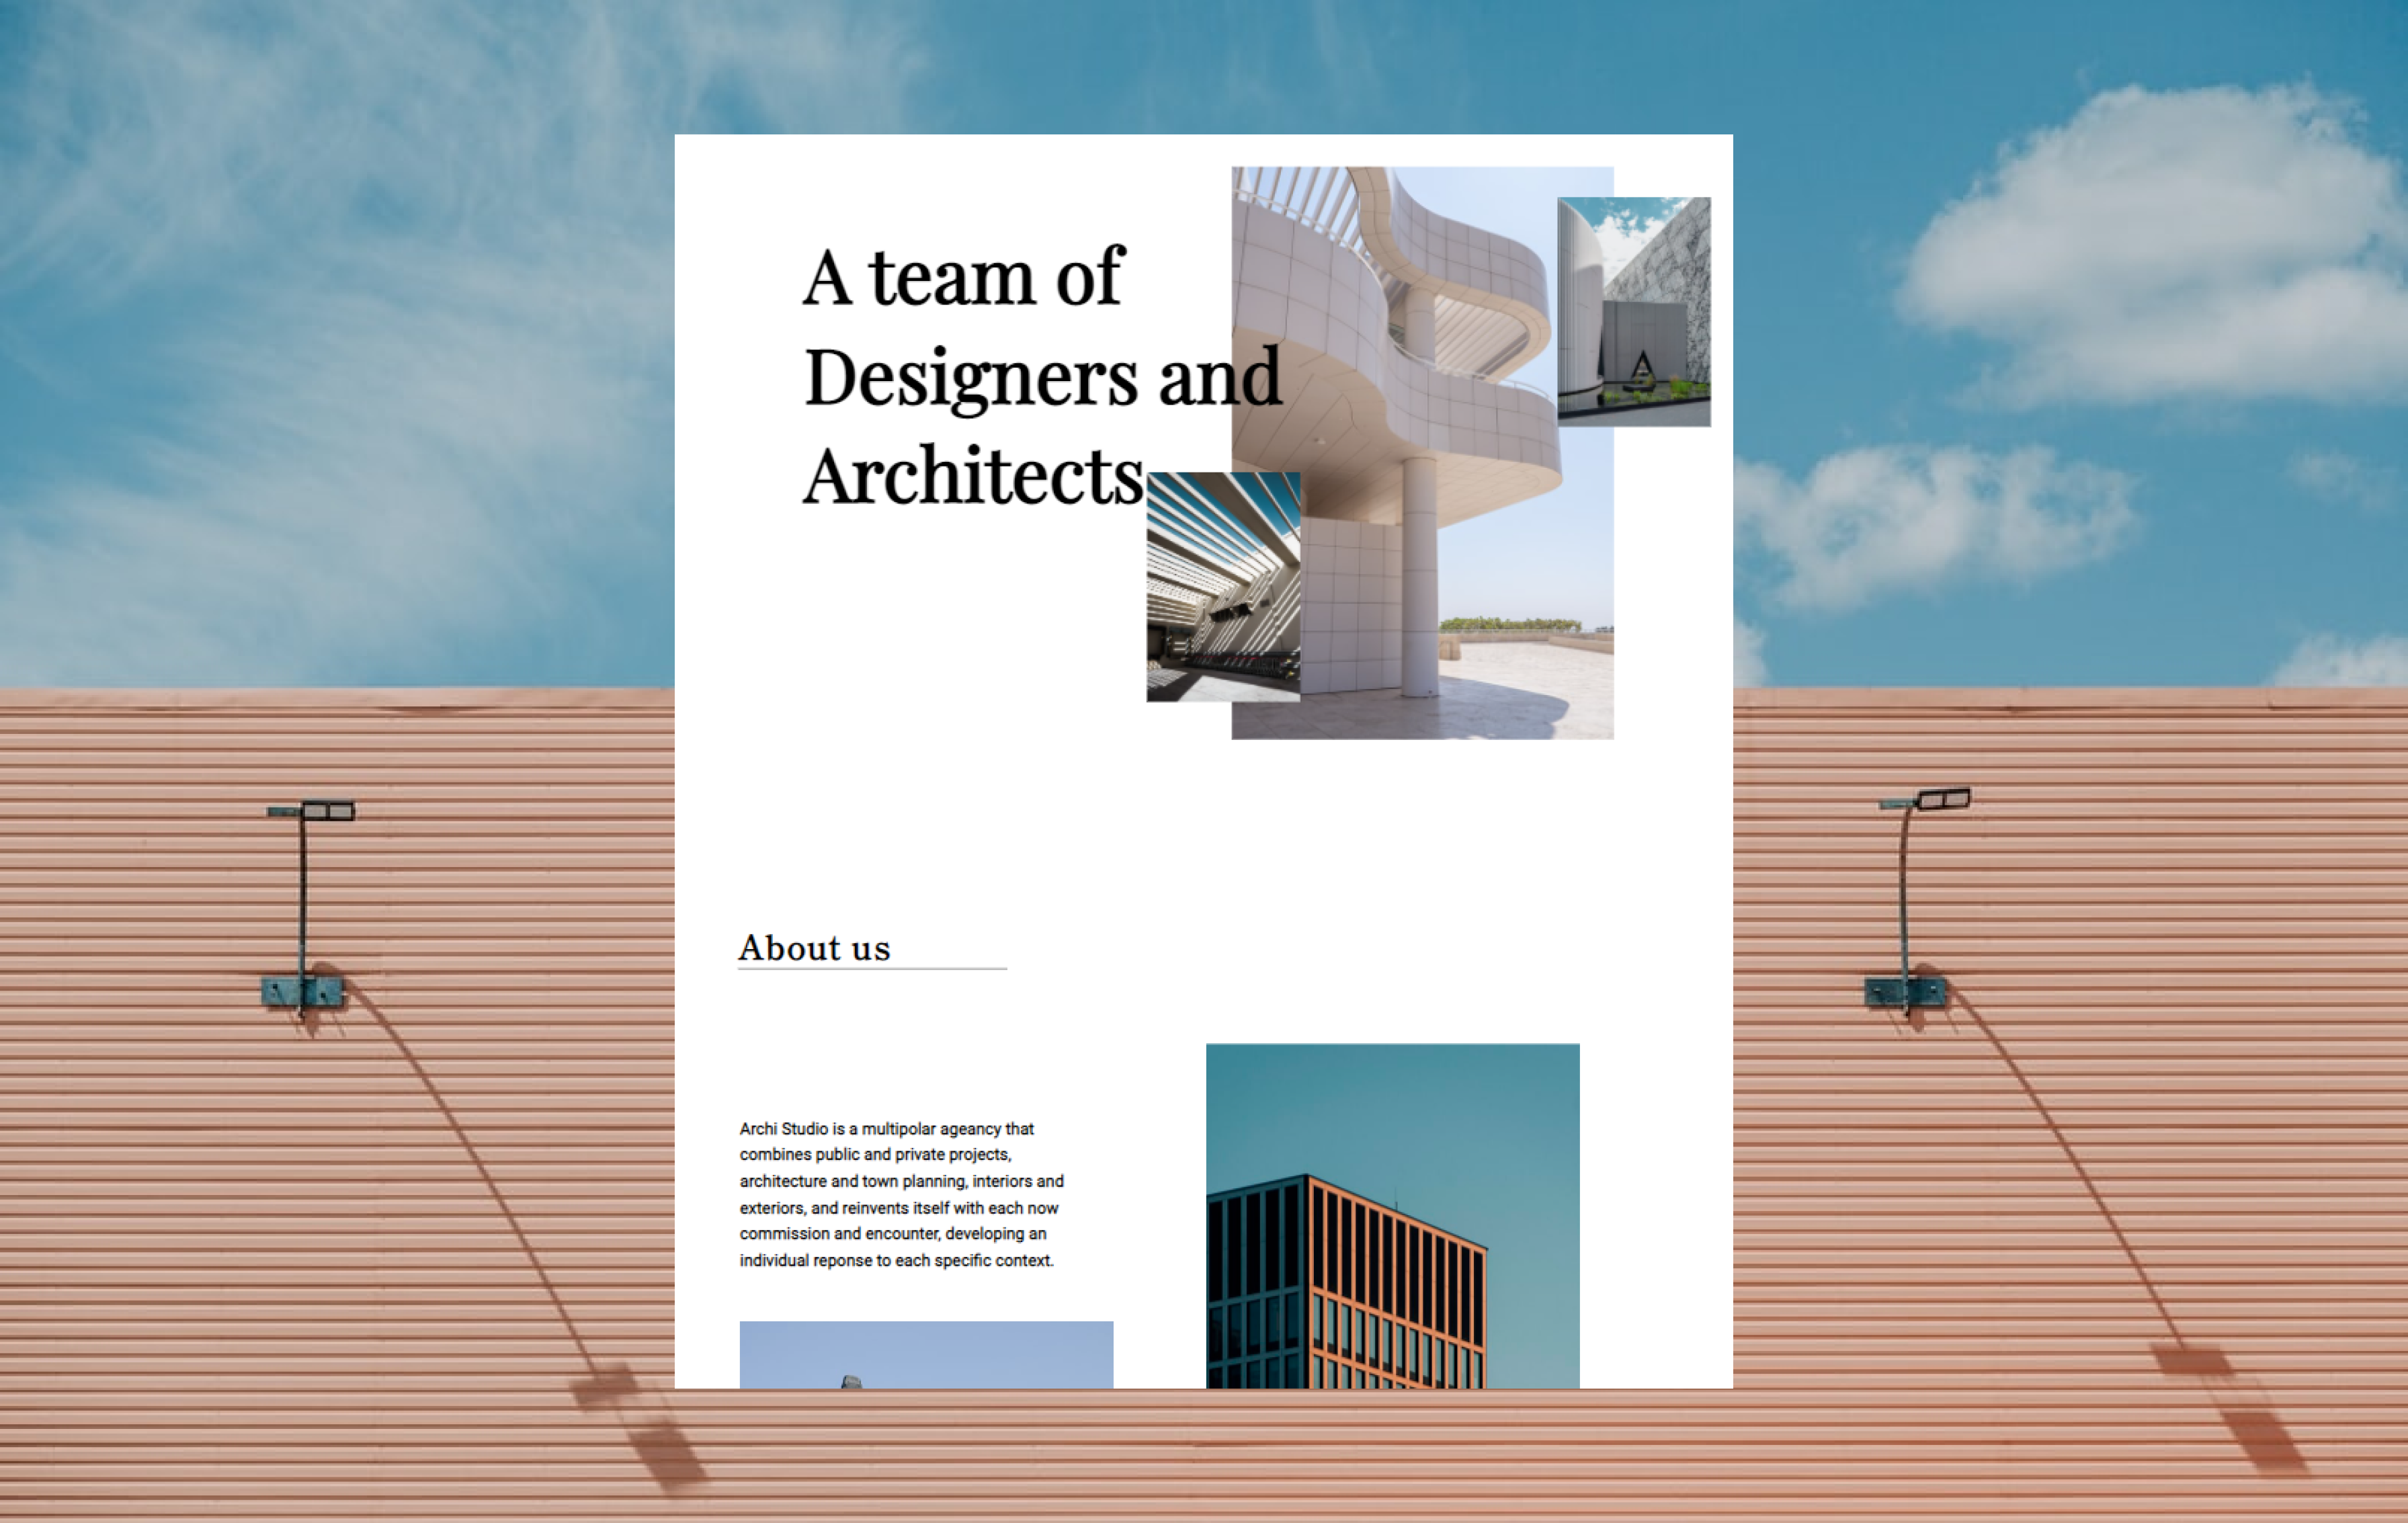 A team of
Designers and
Architects
About us
Archi Studio is a multipolar ageancy that
combines public and private projects,
architecture and town planning, interiors and
exteriors, and reinvents itself with each now
commission and encounter, developing an
individual reponse to each specific context.